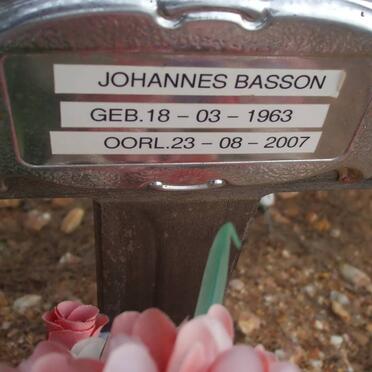 JOHANNES BASSON
GEB.18 – 03 – 1963
OORL.23 – 08 – 2007